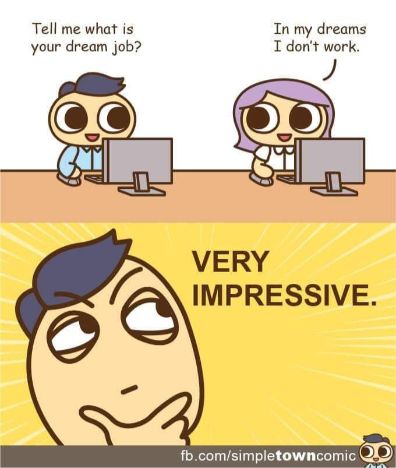 Tell me what is
your dream job?
In my dreams
I don't work.
VERY
IMPRESSIVE.
fb.com/simpletowncomic